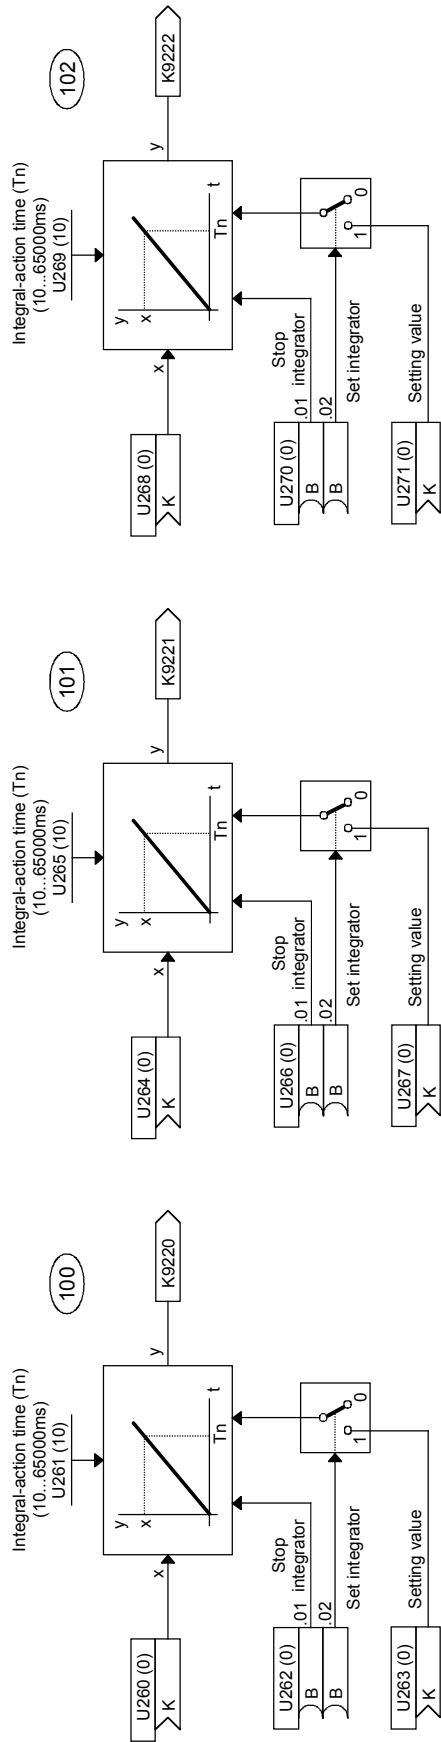 Integral-action time (Tn)
(10...65000ms)
U261 (10)
100
U260 (0)
K
x
y
x
Tn
t
y
K9220
U262 (0)
B
B
.01
.02
Stop
integrator
Set integrator
1
0
U263 (0)
K
Setting value
Integral-action time (Tn)
(10...65000ms)
U265 (10)
101
U264 (0)
K
x
y
x
Tn
t
y
K9221
U266 (0)
B
B
.01
.02
Stop
integrator
Set integrator
1
0
U267 (0)
K
Setting value
Integral-action time (Tn)
(10...65000ms)
U269 (10)
102
U268 (0)
K
x
y
x
Tn
t
y
K9222
U270 (0)
B
B
.01
.02
Stop
integrator
Set integrator
1
0
U271 (0)
K
Setting value